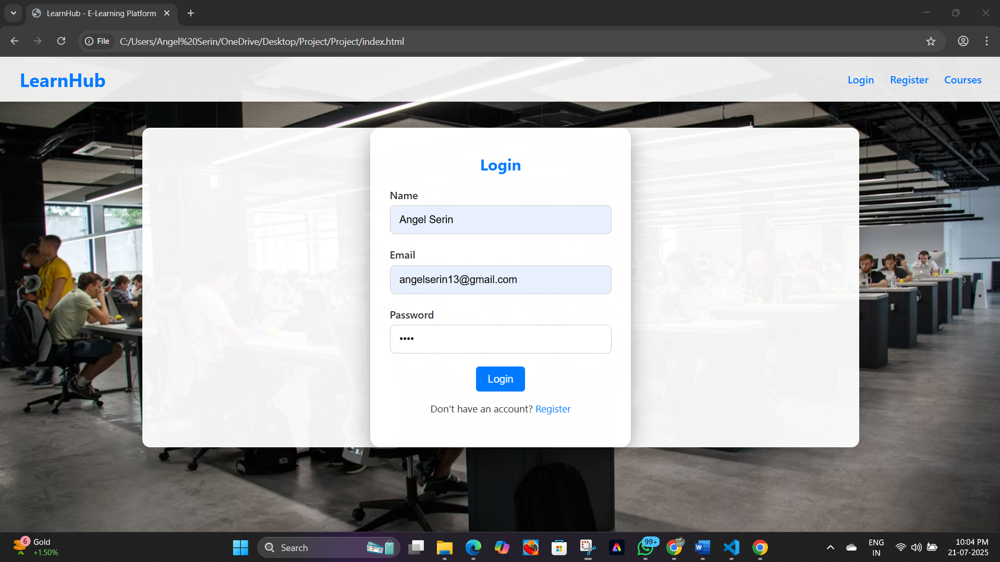 LearnHub - E-Learning Platform
File
C:/Users/Angel%20Serin/OneDrive/Desktop/Project/Project/index.html
LearnHub
Login
Register
Courses
Login
Name
Angel Serin
Email
angelserin13@gmail.com
Password
••••
Login
Don't have an account? Register
6
Gold
+1.50%
Search
99+
W
ENG
IN
10:04 PM
21-07-2025